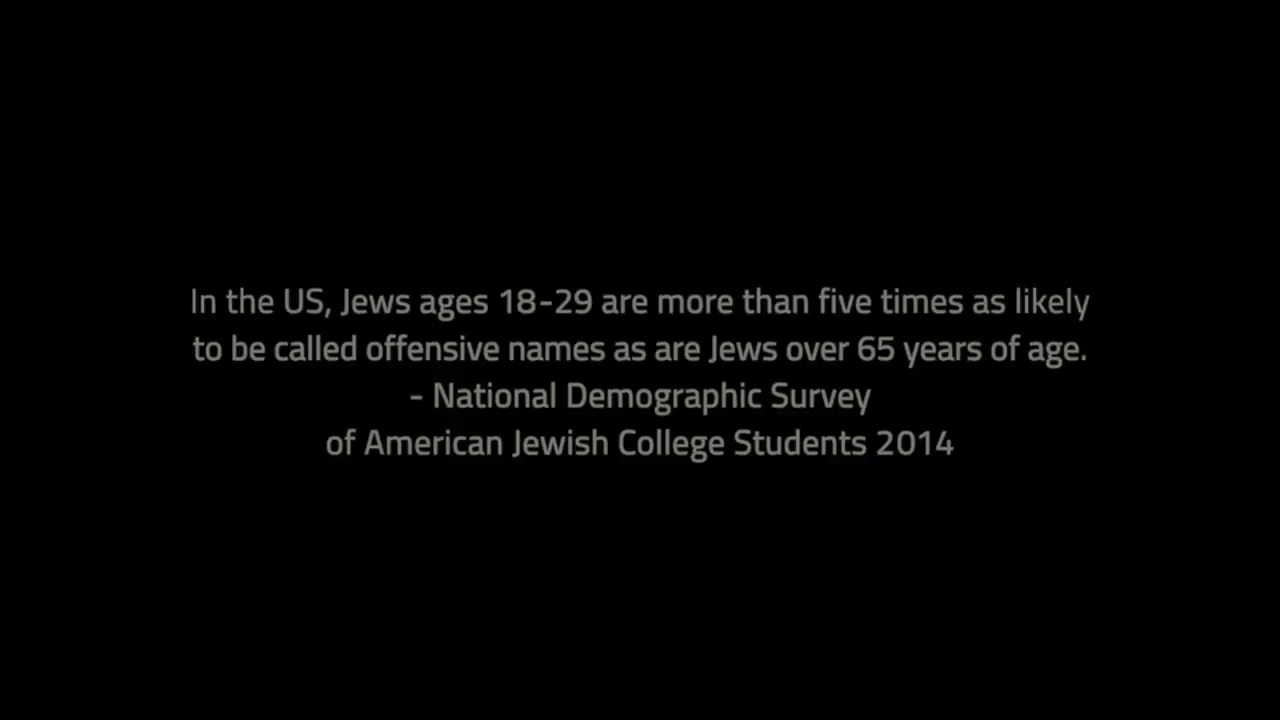 In the US, Jews ages 18-29 are more than five times as likely
to be called offensive names as are Jews over 65 years of age.
- National Demographic Survey
of American Jewish College Students 2014